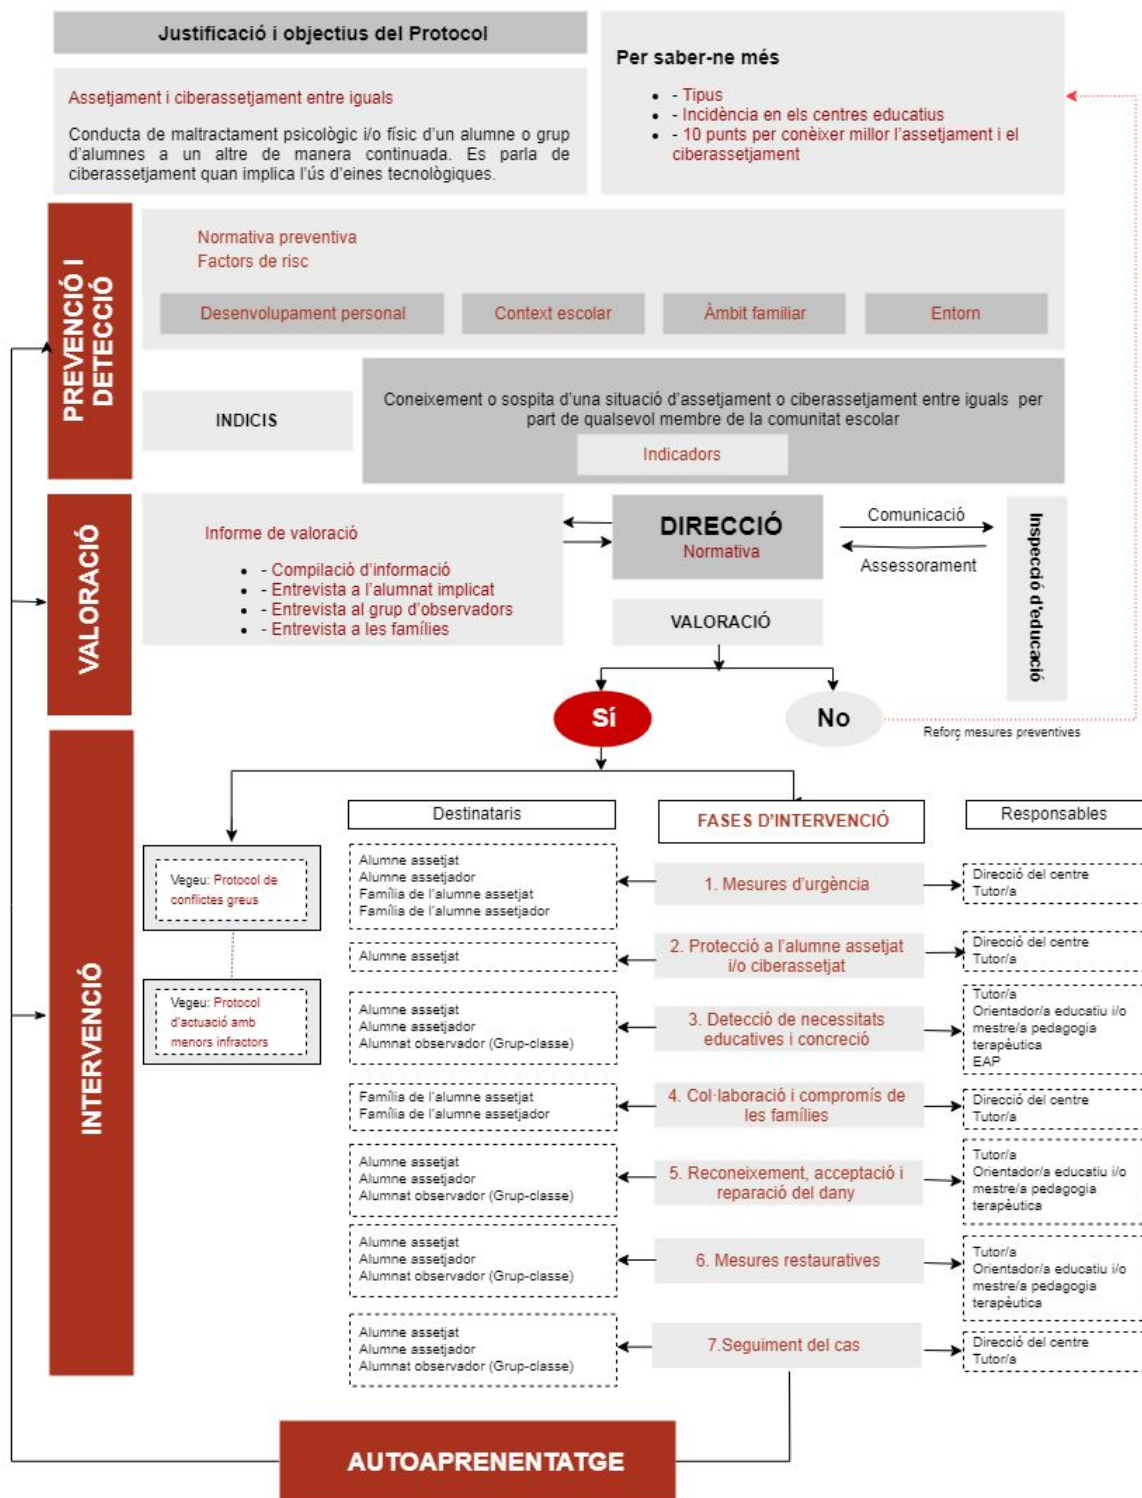 Justificació i objectius del Protocol
Assetjament i ciberassetjament entre iguals
Conducta de maltractament psicològic i/o físic d'un alumne o grup
d'alumnes a un altre de manera continuada. Es parla de
ciberassetjament quan implica l'ús d'eines tecnològiques.
Per saber-ne més
- Tipus
- Incidència en els centres educatius
- 10 punts per conèixer millor l'assetjament i el
ciberassetjament
PREVENCIÓ I
DETECCIÓ
Normativa preventiva
Factors de risc
Desenvolupament personal
Context escolar
Àmbit familiar
Entorn
INDICIS
Coneixement o sospita d'una situació d'assetjament o ciberassetjament entre iguals per
part de qualsevol membre de la comunitat escolar
Indicadors
VALORACIÓ
Informe de valoració
- Compilació d'informació
- Entrevista a l'alumnat implicat
- Entrevista al grup d'observadors
- Entrevista a les famílies
DIRECCIÓ
Normativa
Comunicació
Assessorament
Inspecció d'educació
VALORACIÓ
Sí
No
Reforç mesures preventives
INTERVENCIÓ
Destinataris
FASES D'INTERVENCIÓ
Responsables
Vegeu: Protocol de
conflictes greus
Vegeu: Protocol
d'actuació amb
menors infractors
Alumne assetjat
Alumne assetjador
Família de l'alumne assetjat
Família de l'alumne assetjador
1. Mesures d'urgència
Direcció del centre
Tutor/a
Alumne assetjat
2. Protecció a l'alumne assetjat
i/o ciberassetjat
Direcció del centre
Tutor/a
Alumne assetjat
Alumne assetjador
Alumnat observador (Grup-classe)
3. Detecció de necessitats
educatives i concreció
Tutor/a
Orientador/a educatiu i/o
mestre/a pedagogia
terapèutica
EAP
Família de l'alumne assetjat
Família de l'alumne assetjador
4. Col·laboració i compromís de
les famílies
Direcció del centre
Tutor/a
Alumne assetjat
Alumne assetjador
Alumnat observador (Grup-classe)
5. Reconeixement, acceptació i
reparació del dany
Tutor/a
Orientador/a educatiu i/o
mestre/a pedagogia
terapèutica
Alumne assetjat
Alumne assetjador
Alumnat observador (Grup-classe)
6. Mesures restauratives
Tutor/a
Orientador/a educatiu i/o
mestre/a pedagogia
terapèutica
Alumne assetjat
Alumne assetjador
Alumnat observador (Grup-classe)
7.Seguiment del cas
Direcció del centre
Tutor/a
AUTOAPRENENTATGE